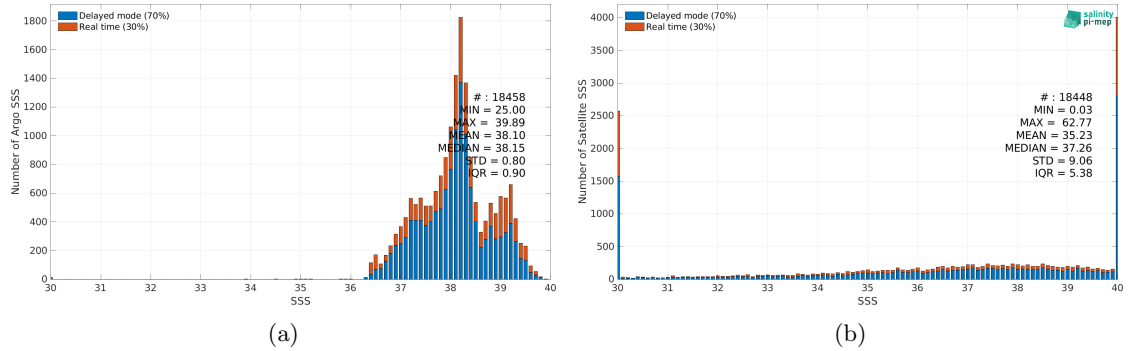 Delayed mode (70%)
Real time (30%)
Number of Argo SSS
1800
1600
1400
1200
1000
800
600
400
200
0
# : 18458
MIN = 25.00
MAX = 39.89
MEAN = 38.10
MEDIAN = 38.15
STD = 0.80
IQR = 0.90
30 31 32 33 34 35 36 37 38 39 40
SSS
(a)
Delayed mode (70%)
Real time (30%)
salinity
pi-mep
Number of Satellite SSS
4000
3500
3000
2500
2000
1500
1000
500
0
# : 18448
MIN = 0.03
MAX = 62.77
MEAN = 35.23
MEDIAN = 37.26
STD = 9.06
IQR = 5.38
30 31 32 33 34 35 36 37 38 39 40
SSS
(b)